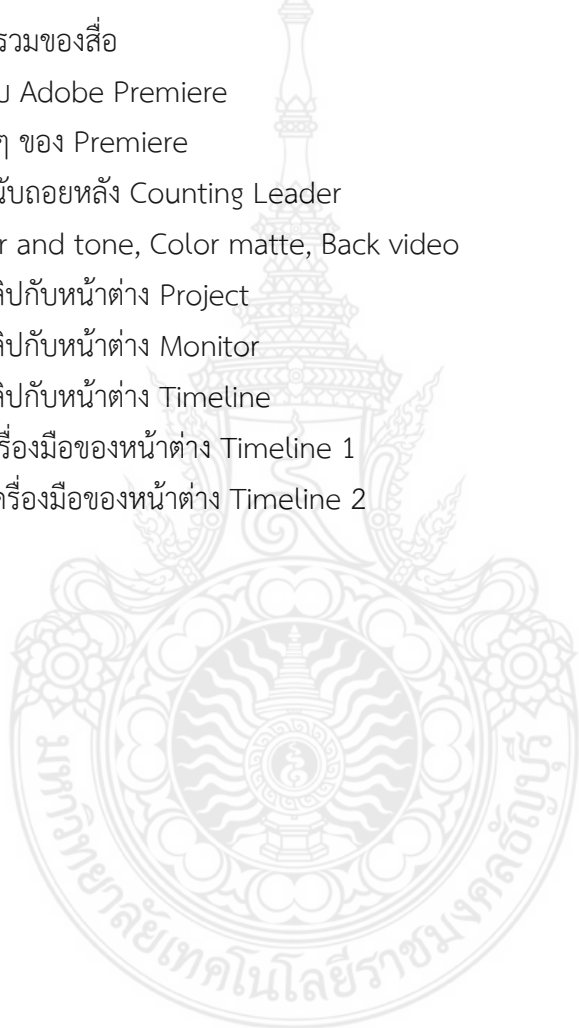 รวมของสื่อ
บ Adobe Premiere
ๆ ของ Premiere
นับถอยหลัง Counting Leader
r and tone, Color matte, Back video
ลิปกับหน้าต่าง Project
ลิปกับหน้าต่าง Monitor
ลิปกับหน้าต่าง Timeline
รื่องมือของหน้าต่าง Timeline 1
ครื่องมือของหน้าต่าง Timeline 2
มหาวิทยาลัยเทคโนโลยีราชมงคลธัญบุรี